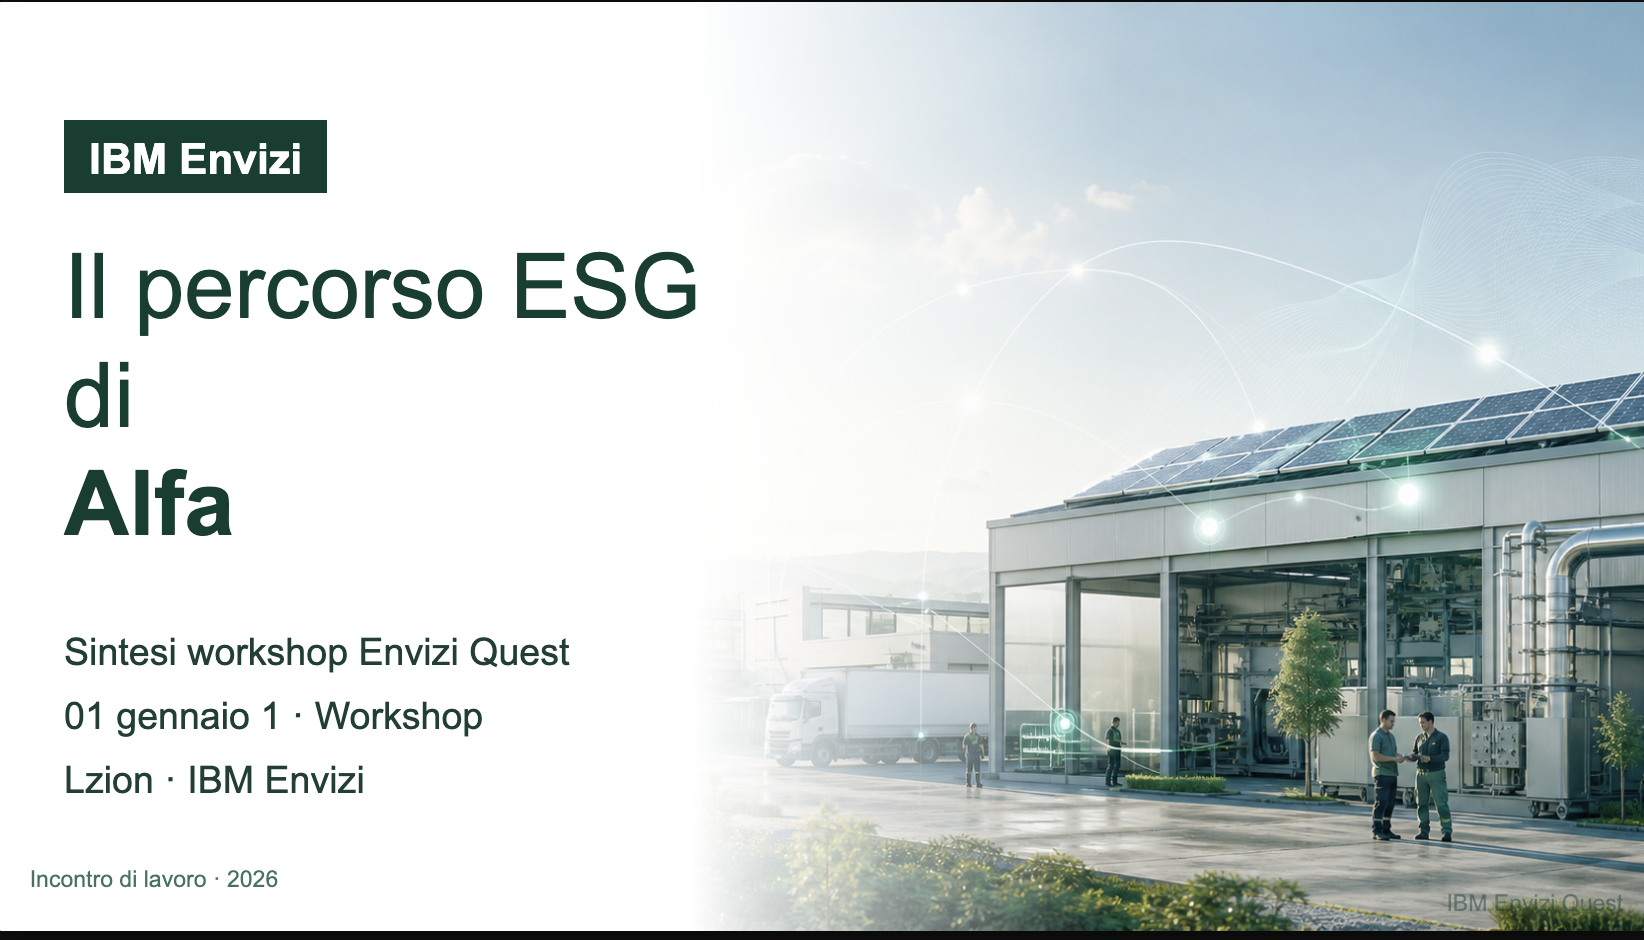 IBM Envizi
Il percorso ESG
di
Alfa
Sintesi workshop Envizi Quest
01 gennaio 1 · Workshop
Lzion · IBM Envizi
Incontro di lavoro · 2026
IBM Envizi Quest